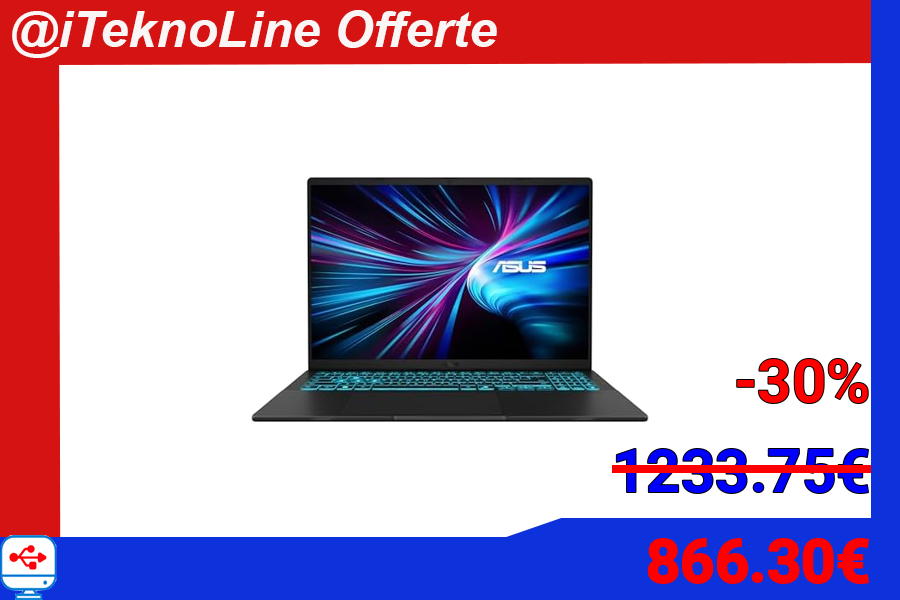 @iTeknoLine Offerte
ASUS
-30%
1233.75€
866.30€